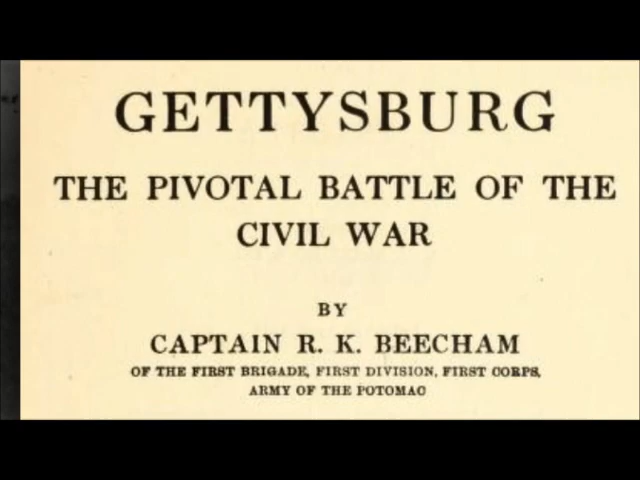 GETTYSBURG
THE PIVOTAL BATTLE OF THE
CIVIL WAR
BY
CAPTAIN R. K. BEECHAM
OF THE FIRST BRIGADE, FIRST DIVISION, FIRST CORPS,
ARMY OF THE POTOMAC